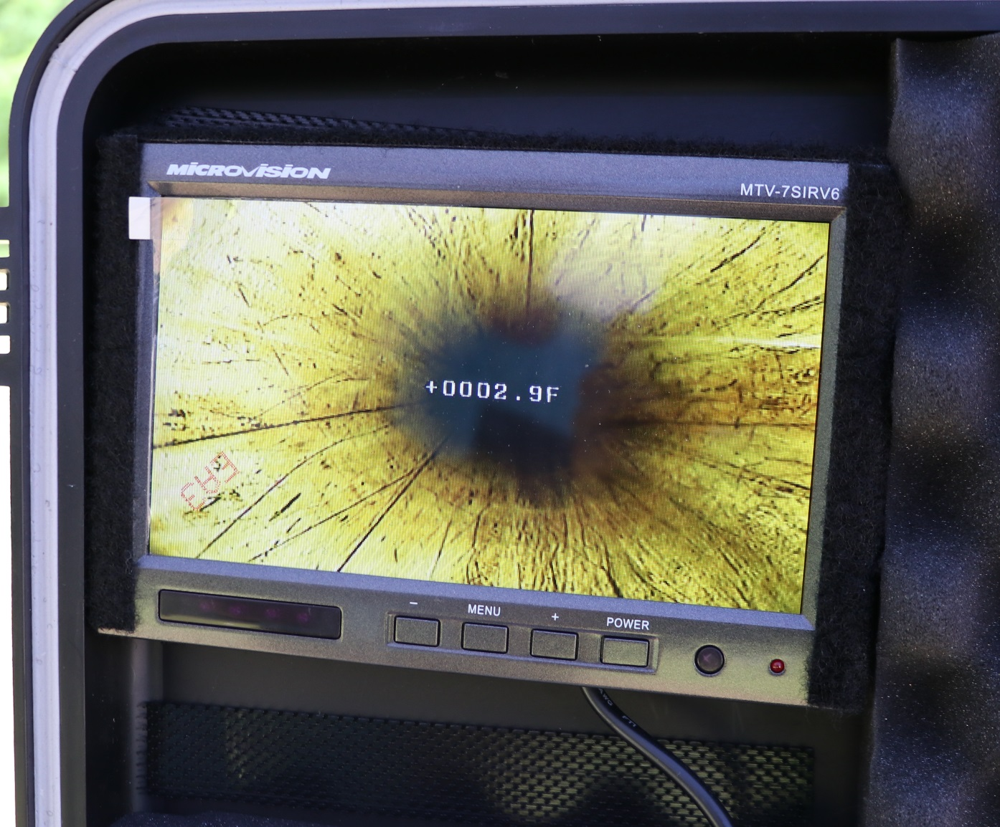 MICROVISION
MTV-7SIRV6
+0002.9F
−
MENU
+
POWER